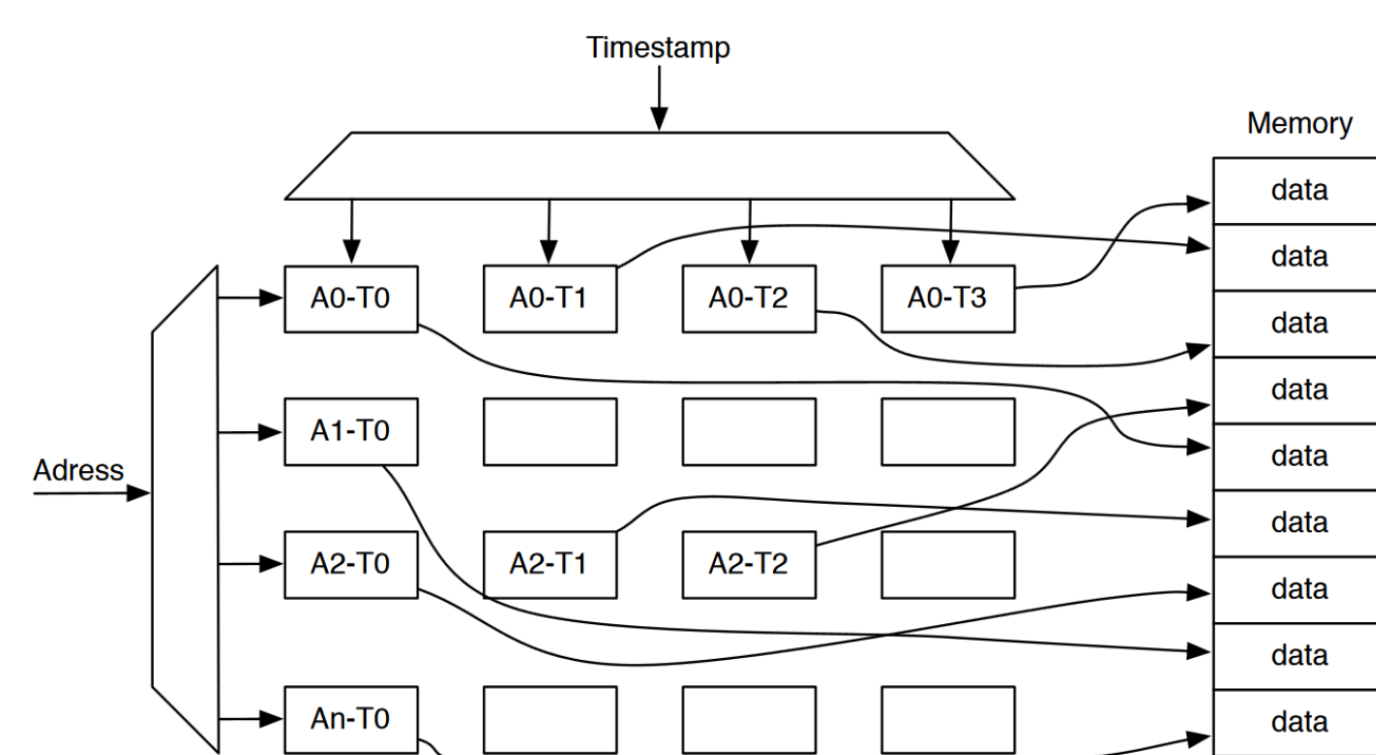 Timestamp
Memory
data
data
A0-T0 A0-T1 A0-T2 A0-T3
data
data
A1-T0
data
Adress
data
A2-T0 A2-T1 A2-T2
data
data
An-T0
data